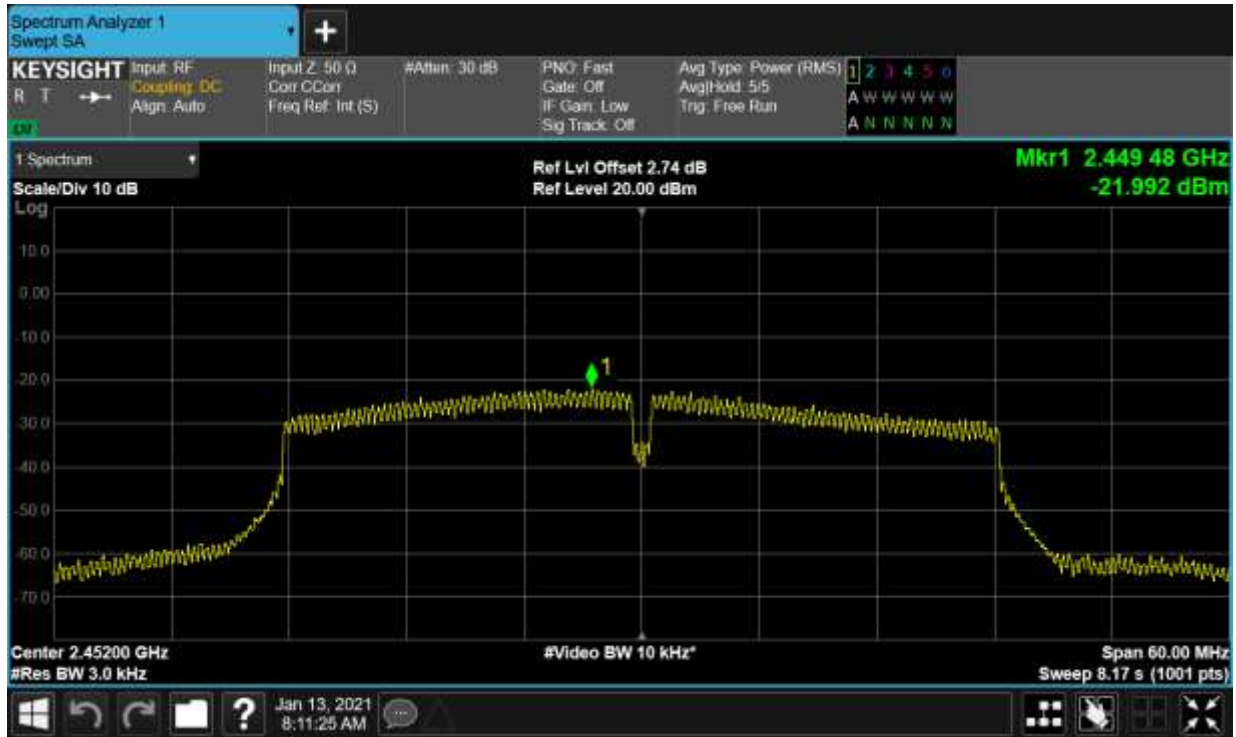 Spectrum Analyzer 1
Swept SA
KEYSIGHT
R T
Input: RF
Coupling: DC
Align: Auto
Input Z: 50 Ω
Corr CCorr
Freq Ref: Int (S)
#Atten: 30 dB
PNO: Fast
Gate: Off
IF Gain: Low
Sig Track: Off
Avg Type: Power (RMS)
Avg|Hold: 5/5
Trig: Free Run
1 2 3 4 5 6
A W W W W W
A N N N N N
1 Spectrum
Scale/Div 10 dB
Log
Ref Lvl Offset 2.74 dB
Ref Level 20.00 dBm
Mkr1 2.449 48 GHz
-21.992 dBm
10.0
0.00
-10.0
-20.0
-30.0
-40.0
-50.0
-60.0
-70.0
1
Center 2.45200 GHz
#Res BW 3.0 kHz
#Video BW 10 kHz*
Span 60.00 MHz
Sweep 8.17 s (1001 pts)
?
Jan 13, 2021
8:11:25 AM